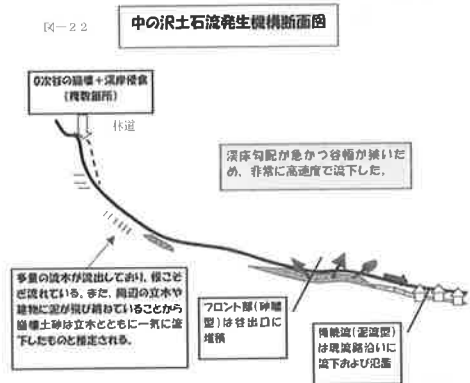 図－22
中の沢土石流発生機構断面図
0次谷の崩壊＋渓岸侵食
(複数箇所)
林道
渓床勾配が急かつ谷幅が狭いた
め、非常に高速度で流下した。
多量の流木が流出しており、根こそ
ぎ流れている。また、周辺の立木や
建物に泥が飛び跳ねていることから
崩壊土砂は立木とともに一気に流
下したものと推定される。
フロント部(砂礫
型)は谷出口に
堆積
後続流(泥流型)
は現流路沿いに
流下および氾濫